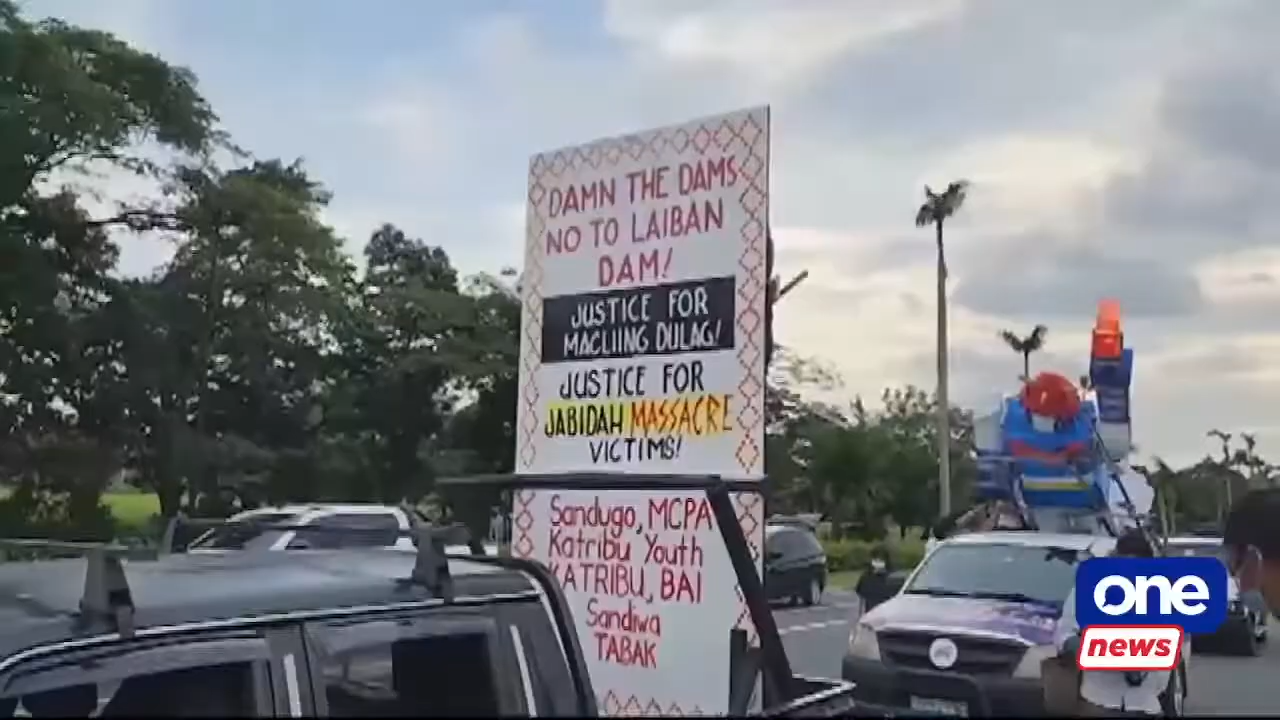 DAMN THE DAMS
NO TO LAIBAN
DAM!
JUSTICE FOR
MACLIING DULAG!
JUSTICE FOR
JABIDAH MASSACRE
VICTIMS!
Sandugo, MCPA
Katribu Youth
KATRIBU, BAI
Sandiwa
TABAK
one
news